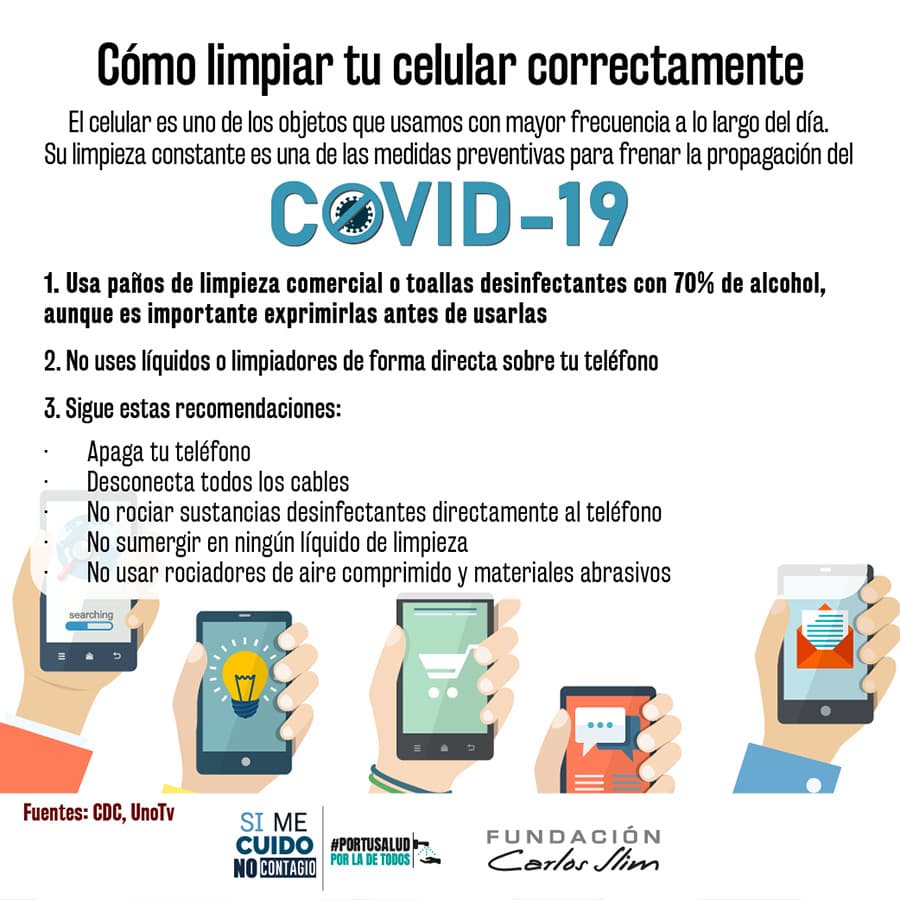 Cómo limpiar tu celular correctamente
El celular es uno de los objetos que usamos con mayor frecuencia a lo largo del día.
Su limpieza constante es una de las medidas preventivas para frenar la propagación del
COVID-19
1. Usa paños de limpieza comercial o toallas desinfectantes con 70% de alcohol,
aunque es importante exprimirlas antes de usarlas
2. No uses líquidos o limpiadores de forma directa sobre tu teléfono
3. Sigue estas recomendaciones:
· Apaga tu teléfono
· Desconecta todos los cables
· No rociar sustancias desinfectantes directamente al teléfono
· No sumergir en ningún líquido de limpieza
· No usar rociadores de aire comprimido y materiales abrasivos
searching
Fuentes: CDC, UnoTv
SI ME
CUIDO
NO CONTAGIO
#PORTUSALUD
POR LA DE TODOS
FUNDACIÓN
Carlos Slim